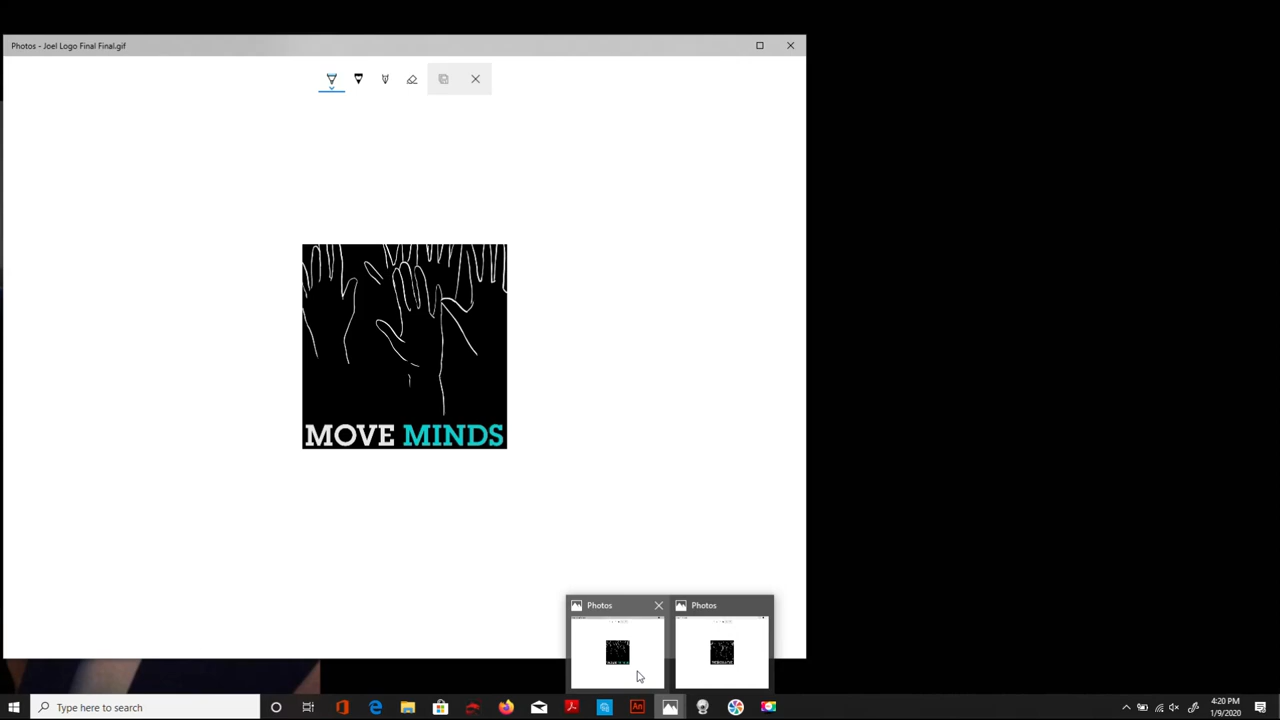 Photos - Joel Logo Final Final.gif
MOVE MINDS
Photos
Photos
Type here to search
An
4:20 PM
1/9/2020